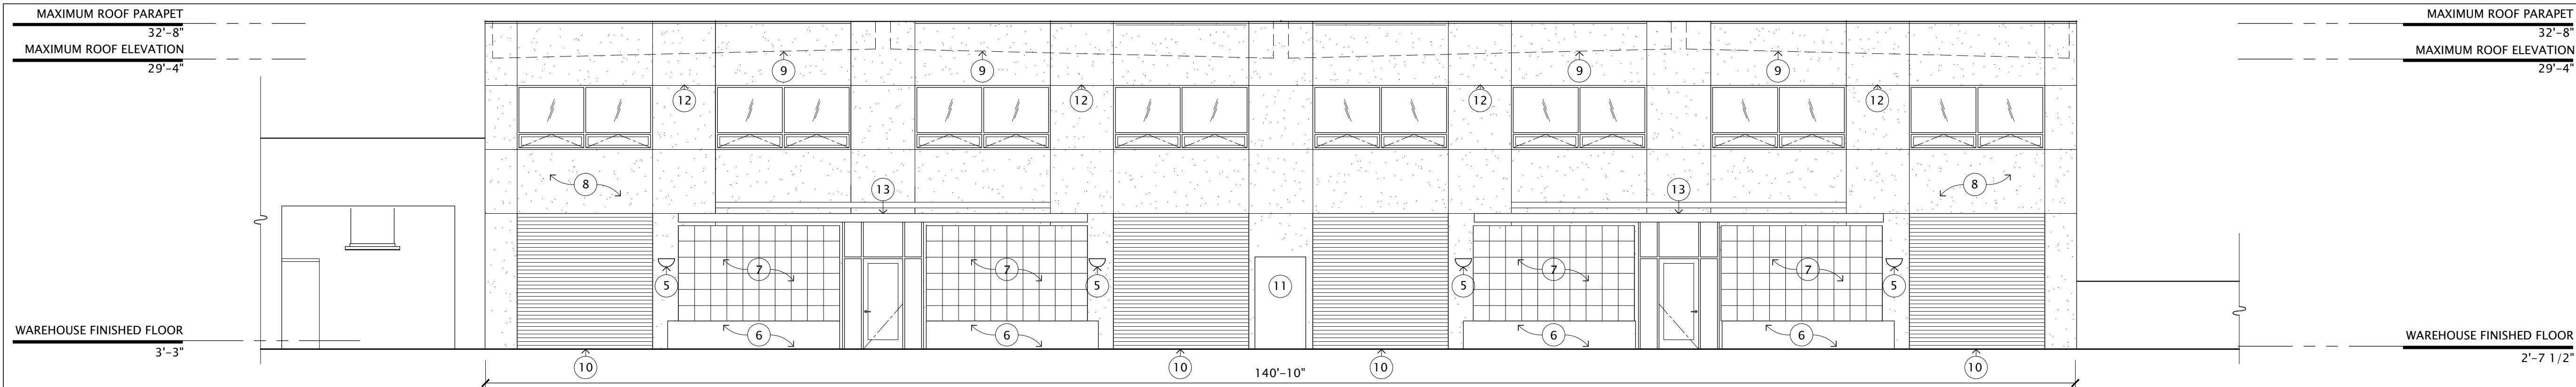 MAXIMUM ROOF PARAPET
32'-8"
MAXIMUM ROOF ELEVATION
29'-4"
MAXIMUM ROOF PARAPET
32'-8"
MAXIMUM ROOF ELEVATION
29'-4"
9 9 9 9
12 12 12 12
8 13 13 8
5 7 7 5 11 5 7 7 5
6 6 6 6
WAREHOUSE FINISHED FLOOR
3'-3"
WAREHOUSE FINISHED FLOOR
2'-7 1/2"
10 10 10 10
140'-10"